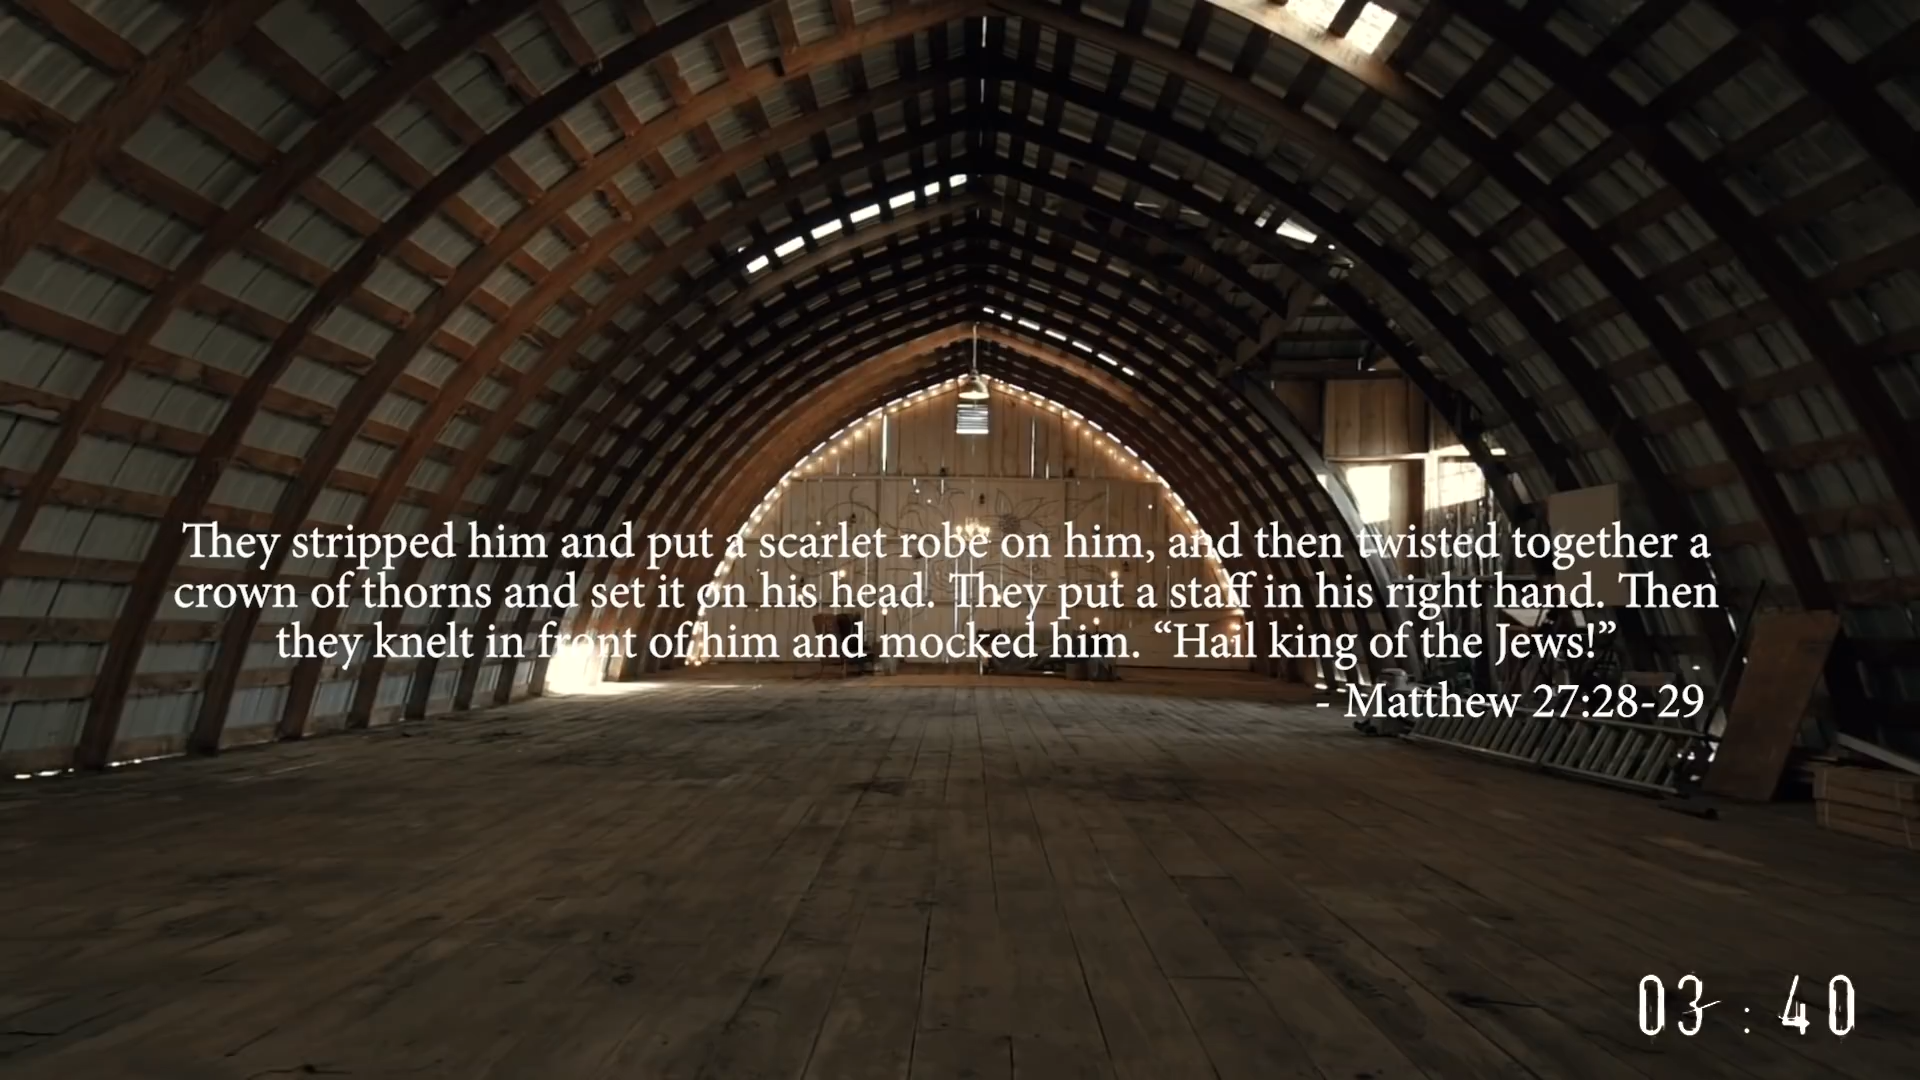 They stripped him and put a scarlet robe on him, and then twisted together a
crown of thorns and set it on his head. They put a staff in his right hand. Then
they knelt in front of him and mocked him. “Hail king of the Jews!”
- Matthew 27:28-29
03 : 40